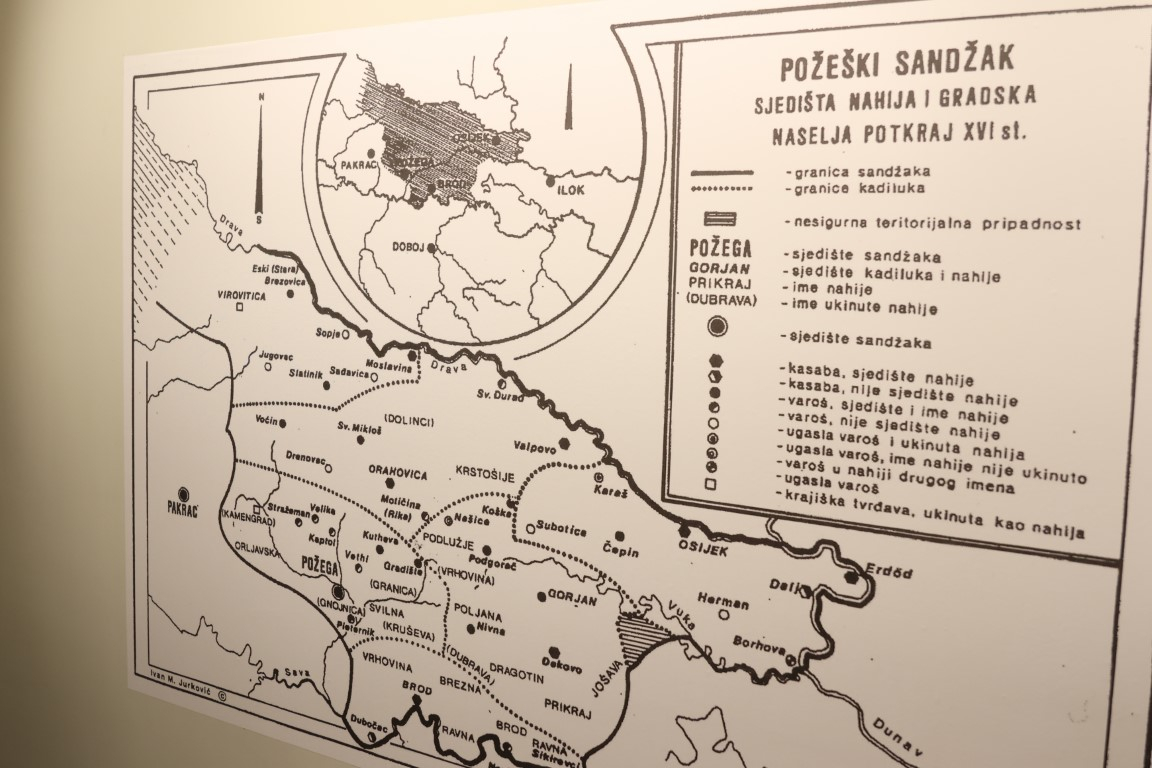 POŽEŠKI SANDŽAK
SJEDIŠTA NAHIJA I GRADSKA
NASELJA POTKRAJ XVI st.
-granica sandžaka
-granice kadiluka
-nesigurna teritorijalna pripadnost
POŽEGA -sjedište sandžaka
GORJAN -sjedište kadiluka i nahije
PRIKRAJ -ime nahije
(DUBRAVA) -ime ukinute nahije
-sjedište sandžaka
-kasaba, sjedište nahije
-kasaba, nije sjedište nahije
-varoš, sjedište i ime nahije
-varoš, nije sjedište nahije
-ugasla varoš i ukinuta nahija
-ugasla varoš, ime nahije nije ukinuto
-varoš u nahiji drugog imena
-ugasla varoš
-krajiška tvrđava, ukinuta kao nahija
OSIJEK
PAKRAC
POŽEGA
BROD
ILOK
DOBOJ
N
S
Drava
Eski (Stara)
Brezovica
VIROVITICA
Sopje
Jugovac
Slatinik
Sadavica
Moslavina
Drava
Sv. Durađ
Voćin
Sv. Mikloš
(DOLINCI)
Valpovo
Drenovac
ORAHOVICA
KRSTOŠIJE
Karaš
PAKRAC
(KAMENGRAD)
Stražeman
Velika
Kaptol
Motičina
(Rika)
Našice
Koška
Subotica
Čepin
OSIJEK
Erdőd
Dalj
ORLJAVSKA
POŽEGA
Vethi
Kutheva
Gradište
PODLUŽJE
Podgorač
(VRHOVINA)
(GRANICA)
(GNOJNICA)
SVILNA
(KRUŠEVA)
Pleternik
POLJANA
Nivna
GORJAN
Vuka
Herman
Borhova
VRHOVINA
(DUBRAVA)
DRAGOTIN
Đakovo
JOŠAVA
BREZNA
PRIKRAJ
Sava
BROD
Dubočac
RAVNA
BROD
RAVNA
Sikirevci
Dunav
Ivan M. Jurković ©